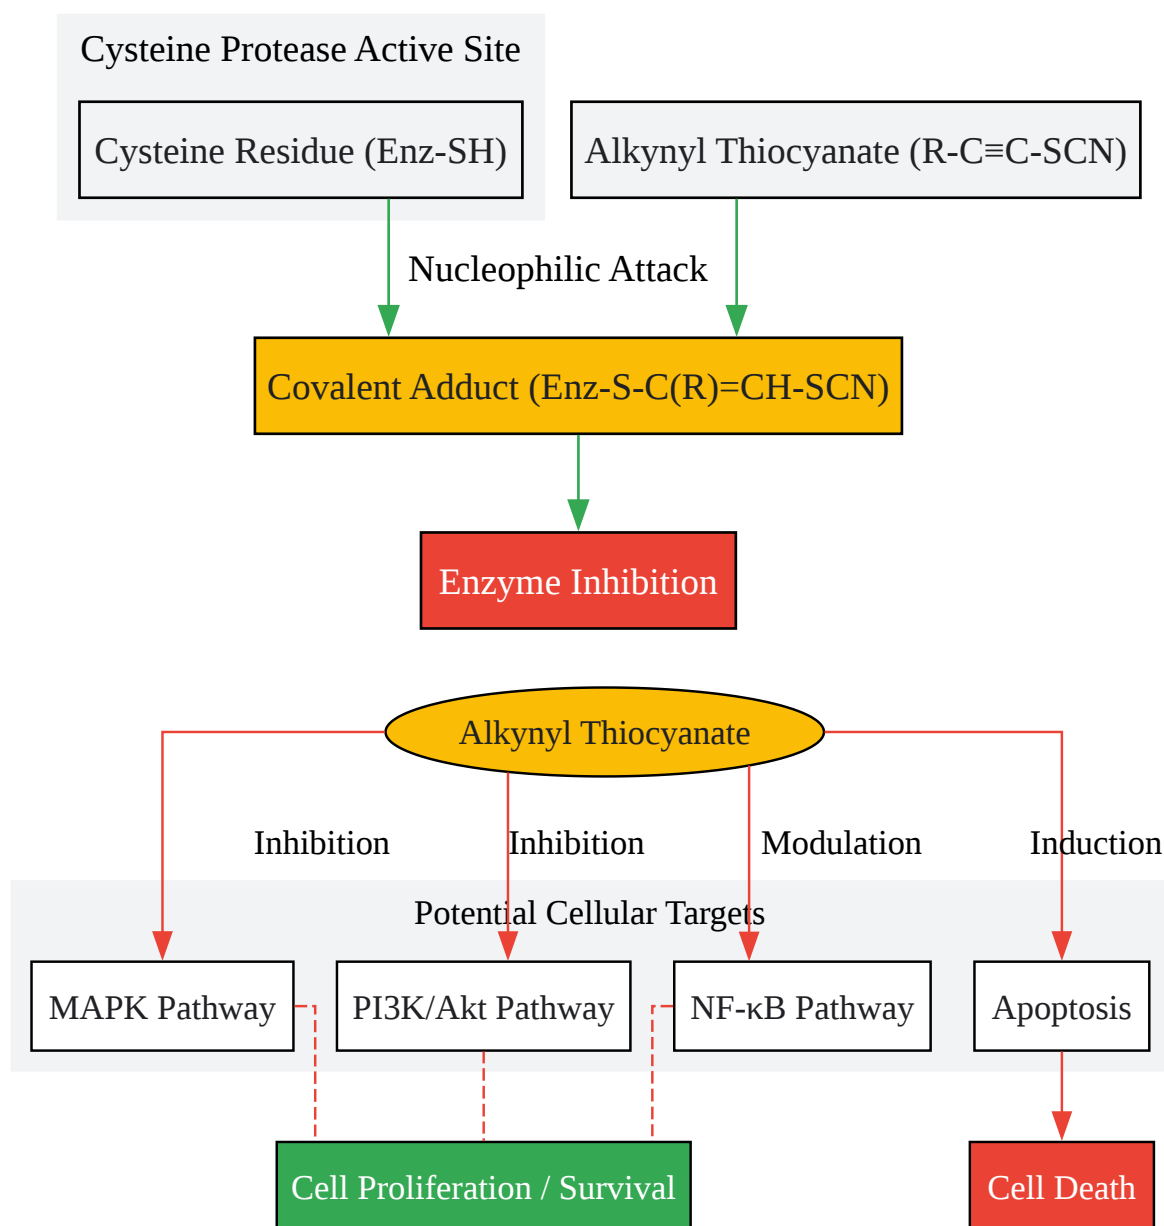 Cysteine Protease Active Site
Cysteine Residue (Enz-SH)
Alkynyl Thiocyanate (R-C≡C-SCN)
Nucleophilic Attack
Covalent Adduct (Enz-S-C(R)=CH-SCN)
Enzyme Inhibition
Alkynyl Thiocyanate
Inhibition
Inhibition
Modulation
Induction
Potential Cellular Targets
MAPK Pathway
PI3K/Akt Pathway
NF-κB Pathway
Apoptosis
Cell Proliferation / Survival
Cell Death